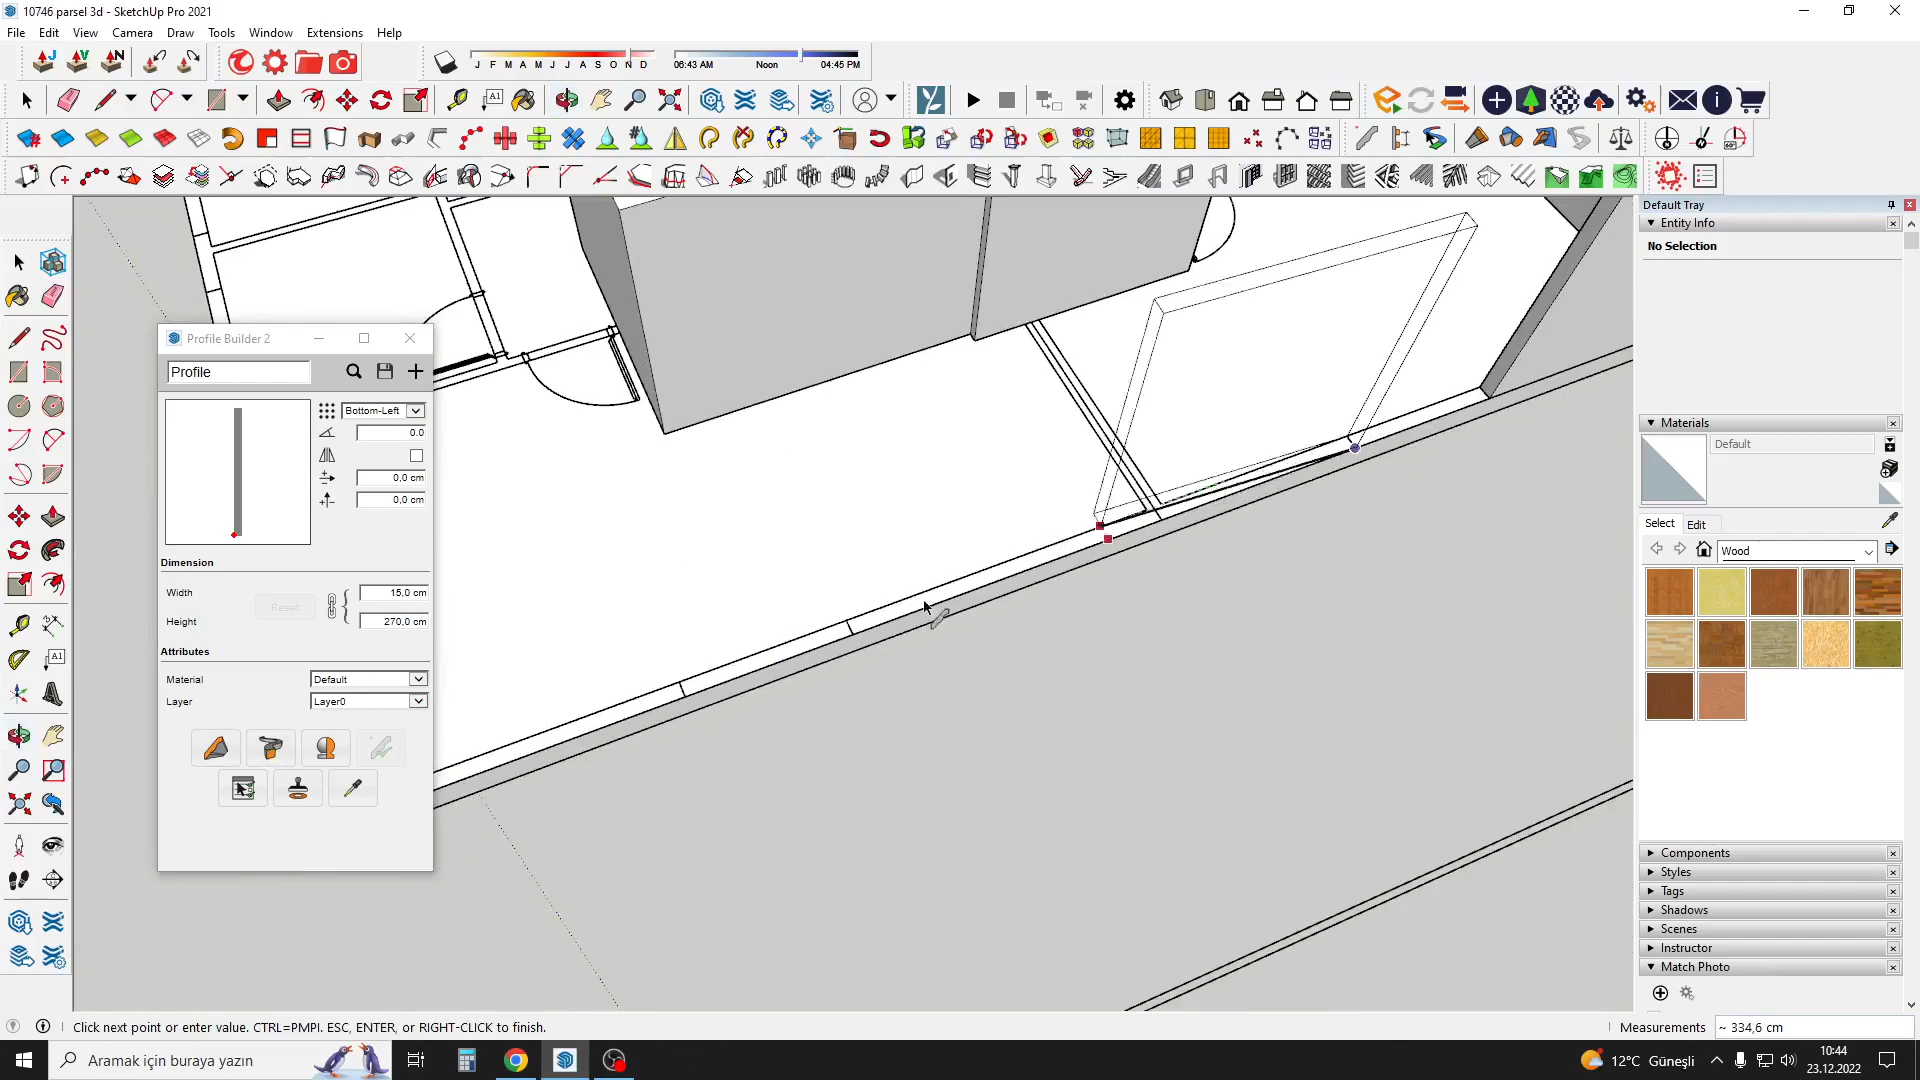 10746 parsel 3d - SketchUp Pro 2021
File Edit View Camera Draw Tools Window Extensions Help
J V N
J F M A M J J A S O N D
06:43 AM Noon 04:45 PM
A1
Default Tray
Entity Info
No Selection
Profile Builder 2
Profile
Bottom-Left
0.0
0,0 cm
0,0 cm
Dimension
Width 15,0 cm
Reset
Height 270,0 cm
Attributes
Material Default
Layer Layer0
A1
Materials
Default
Select Edit
Wood
Components
Styles
Tags
Shadows
Scenes
Instructor
Match Photo
Click next point or enter value. CTRL=PMPI. ESC, ENTER, or RIGHT-CLICK to finish.
Measurements ~ 334,6 cm
Aramak için buraya yazın
12°C Güneşli
10:44
23.12.2022